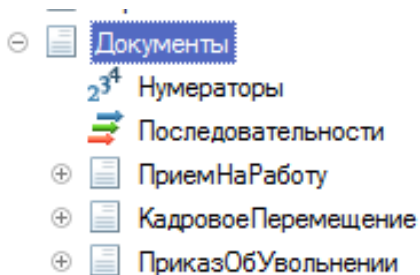 Документы
Нумераторы
Последовательности
ПриемНаРаботу
КадровоеПеремещение
ПриказОбУвольнении